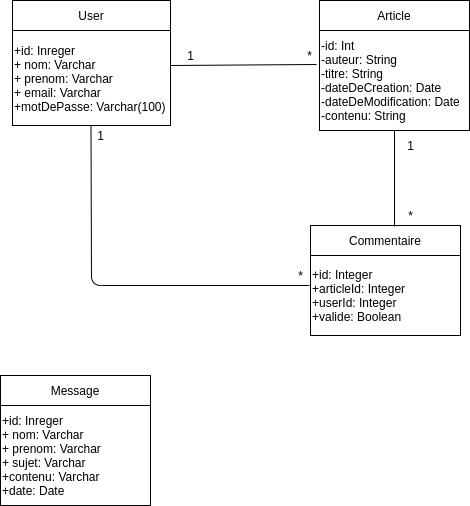 User
+id: Inreger
+ nom: Varchar
+ prenom: Varchar
+ email: Varchar
+motDePasse: Varchar(100)
1
*
Article
-id: Int
-auteur: String
-titre: String
-dateDeCreation: Date
-dateDeModification: Date
-contenu: String
1
1
*
*
Commentaire
+id: Integer
+articleId: Integer
+userId: Integer
+valide: Boolean
Message
+id: Inreger
+ nom: Varchar
+ prenom: Varchar
+ sujet: Varchar
+contenu: Varchar
+date: Date